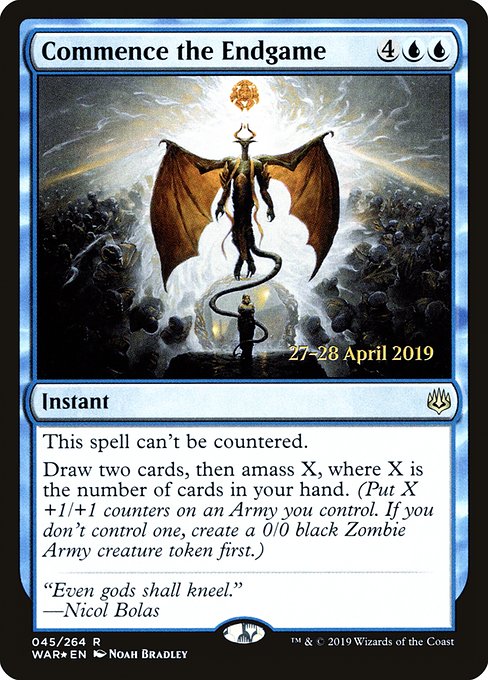 Commence the Endgame 4
27–28 April 2019
Instant
This spell can't be countered.
Draw two cards, then amass X, where X is
the number of cards in your hand. (Put X
+1/+1 counters on an Army you control. If you
don't control one, create a 0/0 black Zombie
Army creature token first.)
“Even gods shall kneel.”
—Nicol Bolas
045/264 R
WAR★EN Noah Bradley
™ & © 2019 Wizards of the Coast